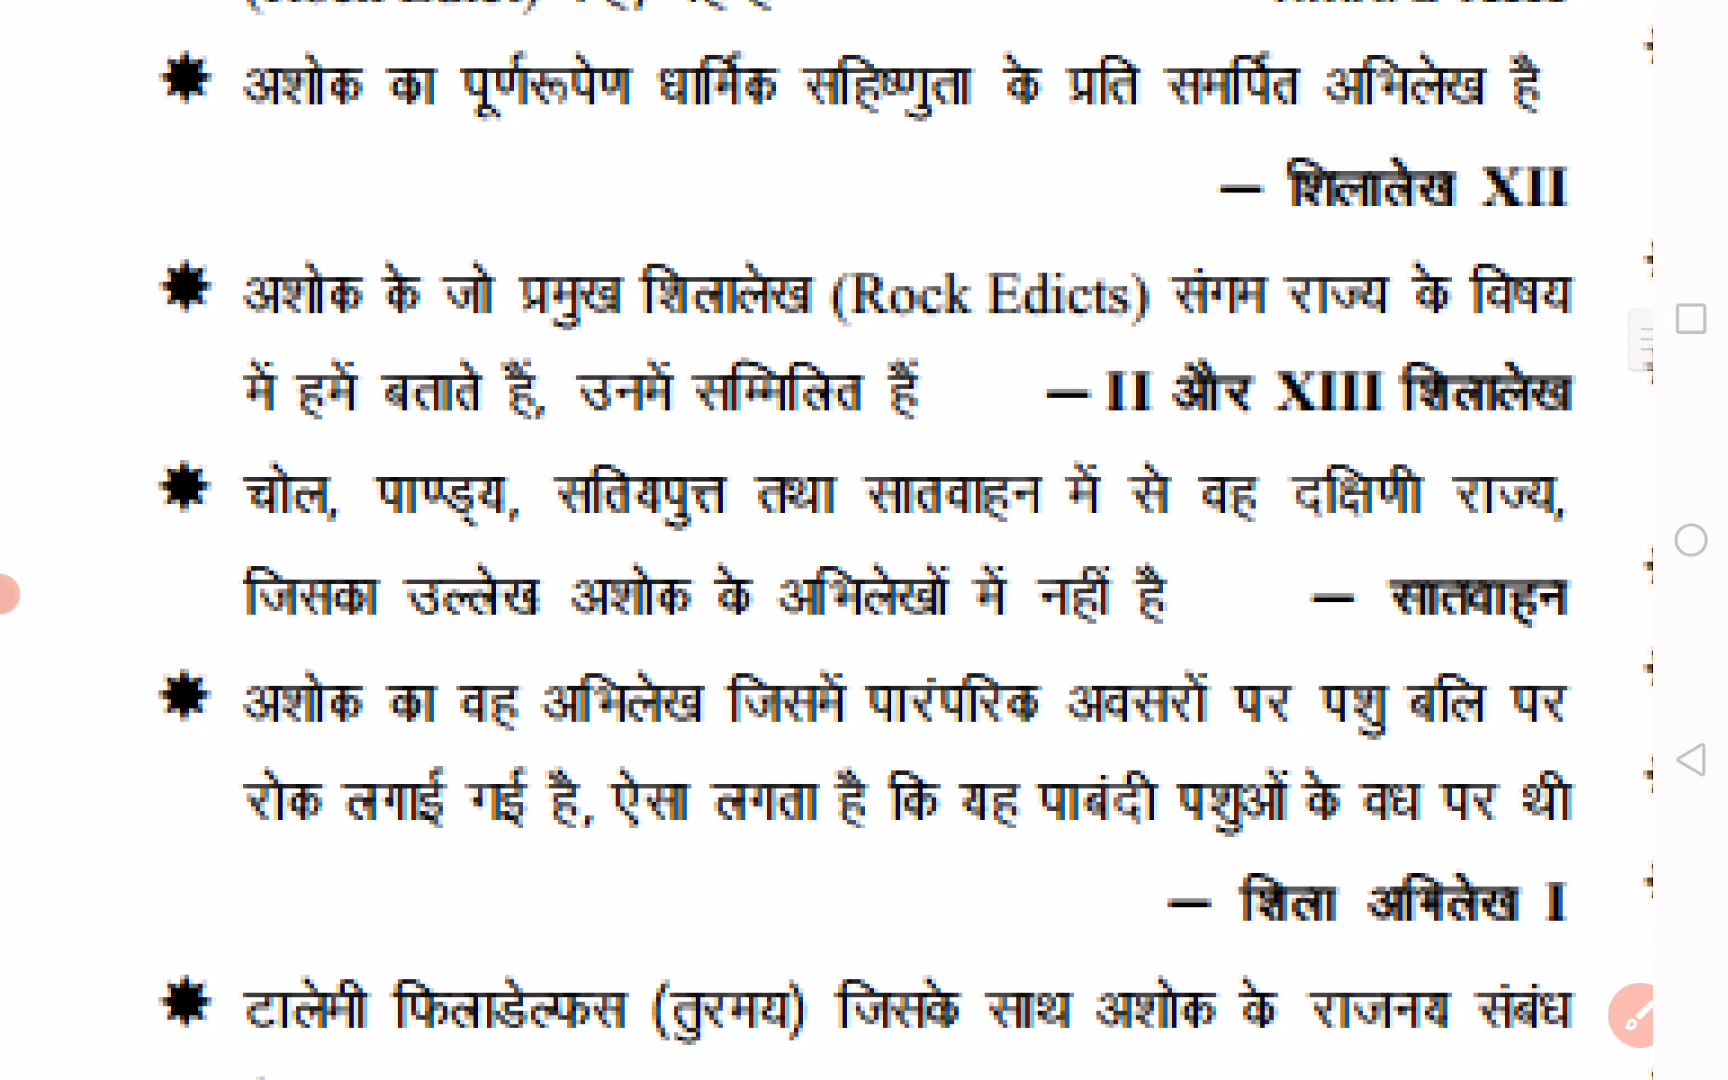 ✸ अशोक का पूर्णरूपेण धार्मिक सहिष्णुता के प्रति समर्पित अभिलेख है
– शिलालेख XII
✸ अशोक के जो प्रमुख शिलालेख (Rock Edicts) संगम राज्य के विषय
में हमें बताते हैं, उनमें सम्मिलित हैं – II और XIII शिलालेख
✸ चोल, पाण्ड्य, सतियपुत्त तथा सातवाहन में से वह दक्षिणी राज्य,
जिसका उल्लेख अशोक के अभिलेखों में नहीं है – सातवाहन
✸ अशोक का वह अभिलेख जिसमें पारंपरिक अवसरों पर पशु बलि पर
रोक लगाई गई है, ऐसा लगता है कि यह पाबंदी पशुओं के वध पर थी
– शिला अभिलेख I
✸ टालेमी फिलाडेल्फस (तुरमय) जिसके साथ अशोक के राजनय संबंध